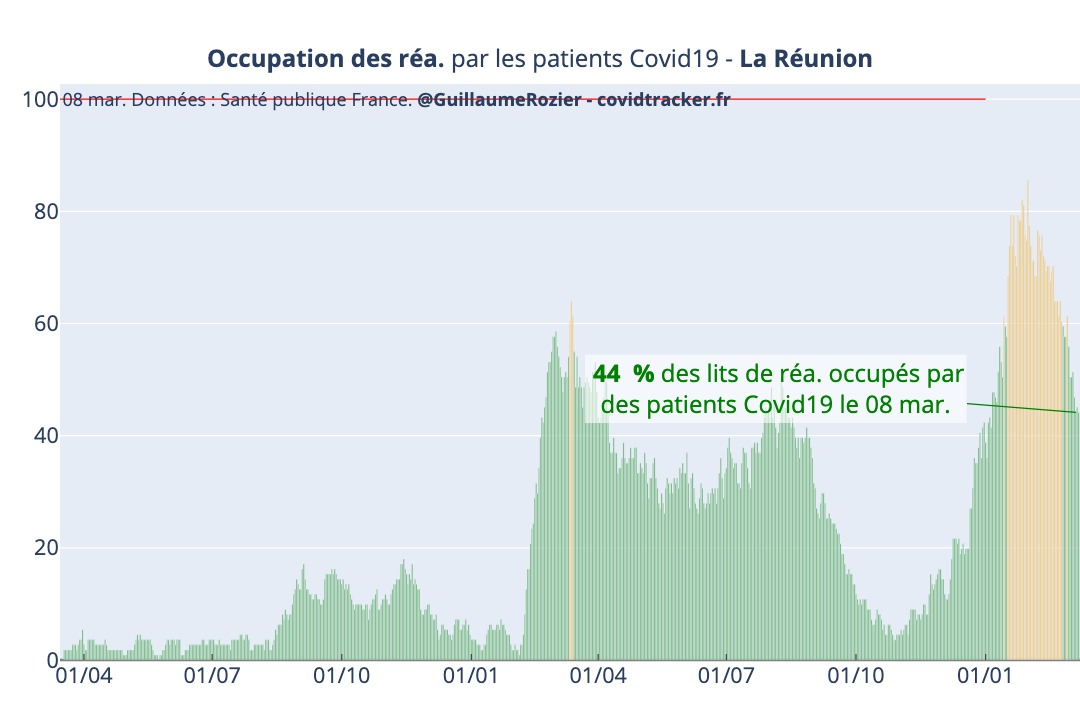 Occupation des réa. par les patients Covid19 - La Réunion
100
08 mar. Données : Santé publique France. @GuillaumeRozier - covidtracker.fr
80
60
44 % des lits de réa. occupés par
des patients Covid19 le 08 mar.
40
20
0
01/04 01/07 01/10 01/01 01/04 01/07 01/10 01/01